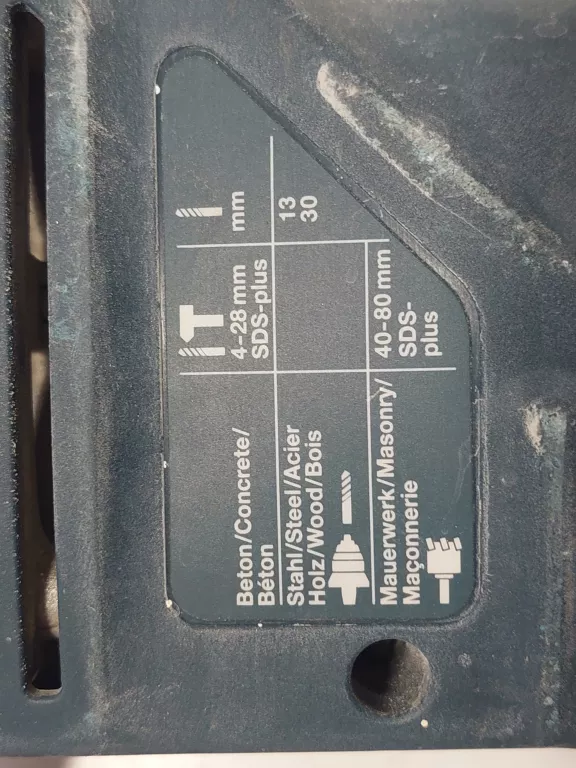 mm
Beton/Concrete/
Béton
4-28 mm
SDS-plus
Stahl/Steel/Acier
Holz/Wood/Bois
13
30
Mauerwerk/Masonry/
Maçonnerie
40-80 mm
SDS-
plus